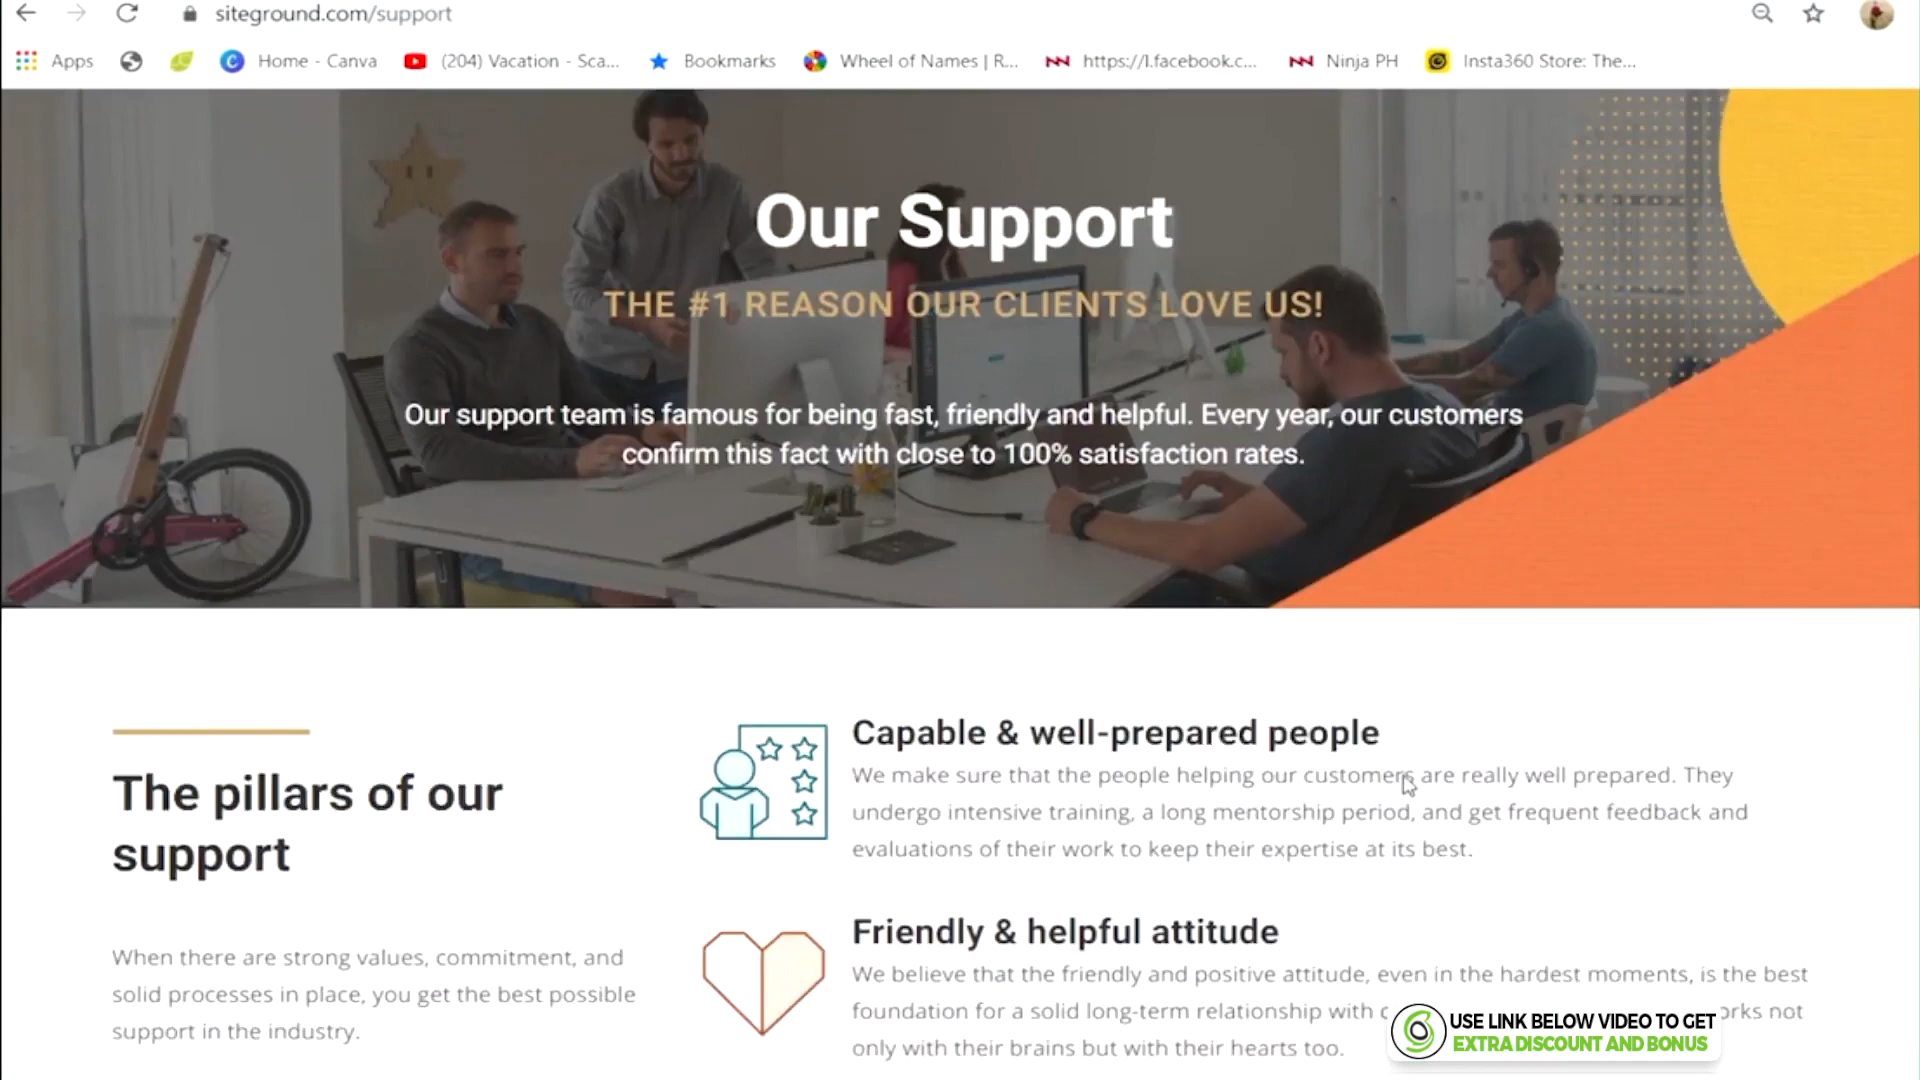 siteground.com/support
Apps
Home - Canva
(204) Vacation - Sca...
Bookmarks
Wheel of Names | R...
https://l.facebook.c...
Ninja PH
Insta360 Store: The...
Our Support
THE #1 REASON OUR CLIENTS LOVE US!
Our support team is famous for being fast, friendly and helpful. Every year, our customers
confirm this fact with close to 100% satisfaction rates.
The pillars of our
support
When there are strong values, commitment, and
solid processes in place, you get the best possible
support in the industry.
Capable & well-prepared people
We make sure that the people helping our customers are really well prepared. They
undergo intensive training, a long mentorship period, and get frequent feedback and
evaluations of their work to keep their expertise at its best.
Friendly & helpful attitude
We believe that the friendly and positive attitude, even in the hardest moments, is the best
foundation for a solid long-term relationship with not
only with their brains but with their hearts too.
USE LINK BELOW VIDEO TO GET
EXTRA DISCOUNT AND BONUS